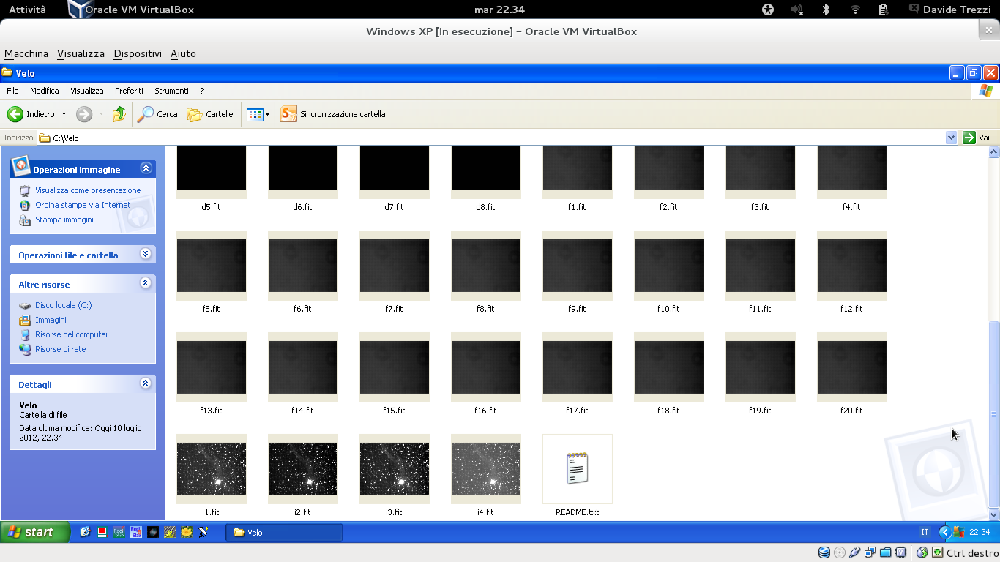 Attività Oracle VM VirtualBox mar 22.34 Davide Trezzi
Windows XP [In esecuzione] - Oracle VM VirtualBox
Macchina Visualizza Dispositivi Aiuto
Velo
File Modifica Visualizza Preferiti Strumenti ?
Indietro Cerca Cartelle Sincronizzazione cartella
Indirizzo C:\Velo Vai
Operazioni immagine
Visualizza come presentazione
Ordina stampe via Internet
Stampa immagini
Operazioni file e cartella
Altre risorse
Disco locale (C:)
Immagini
Risorse del computer
Risorse di rete
Dettagli
Velo
Cartella di file
Data ultima modifica: Oggi 10 luglio
2012, 22.34
d5.fit d6.fit d7.fit d8.fit f1.fit f2.fit f3.fit f4.fit
f5.fit f6.fit f7.fit f8.fit f9.fit f10.fit f11.fit f12.fit
f13.fit f14.fit f15.fit f16.fit f17.fit f18.fit f19.fit f20.fit
i1.fit i2.fit i3.fit i4.fit README.txt
start Velo IT 22.34
Ctrl destro